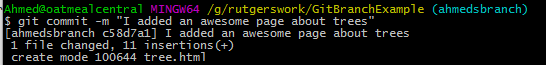 Ahmed@oatmealcentral MINGW64 /g/rutgerswork/GitBranchExample (ahmedsbranch)
$ git commit -m "I added an awesome page about trees"
[ahmedsbranch c58d7a1] I added an awesome page about trees
 1 file changed, 11 insertions(+)
 create mode 100644 tree.html